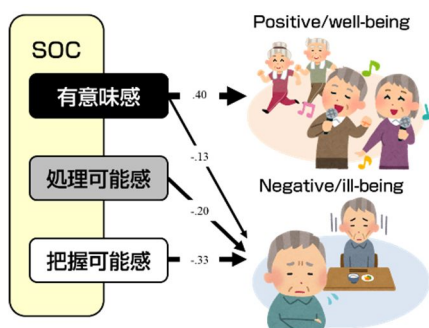 Positive/well-being
SOC
有意味感
.40
-.13
処理可能感
Negative/ill-being
-.20
把握可能感
-.33